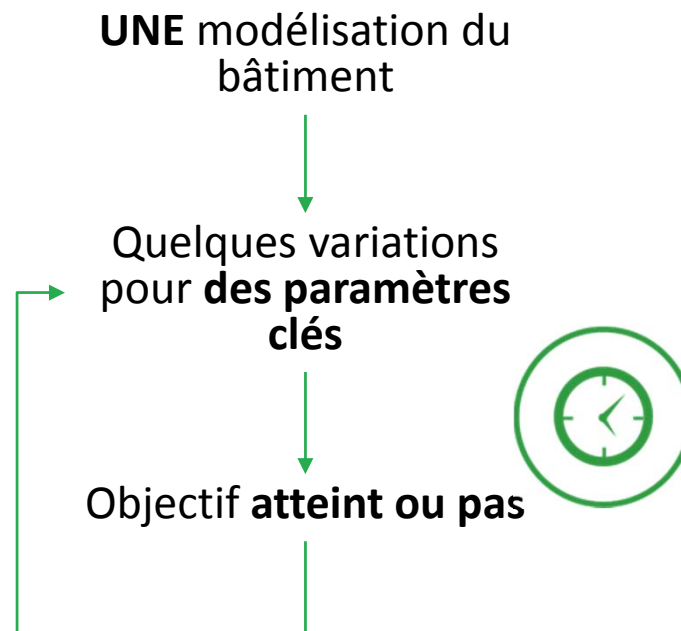 UNE modélisation du
bâtiment
Quelques variations
pour des paramètres
clés
Objectif atteint ou pas